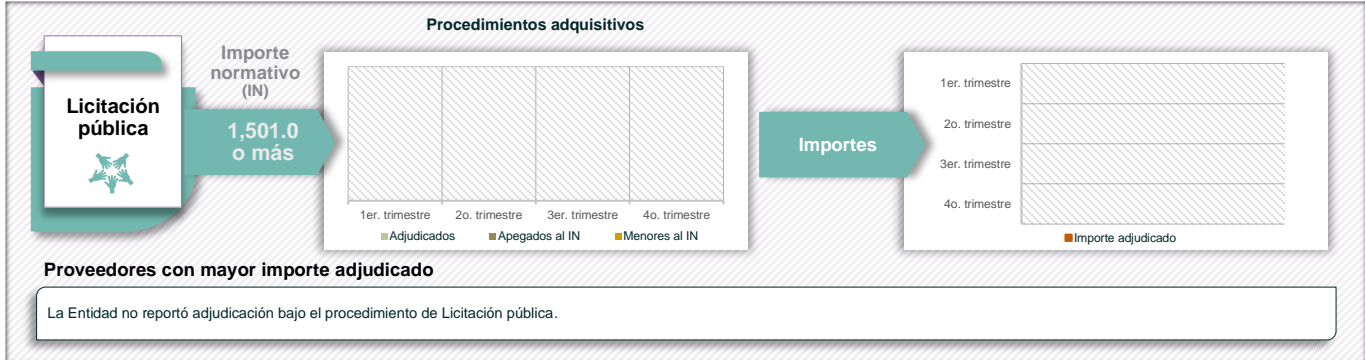 Procedimientos adquisitivos
Licitación
pública
Importe
normativo
(IN)
1,501.0
o más
1er. trimestre 2o. trimestre 3er. trimestre 4o. trimestre
Adjudicados Apegados al IN Menores al IN
Importes
1er. trimestre
2o. trimestre
3er. trimestre
4o. trimestre
Importe adjudicado
Proveedores con mayor importe adjudicado
La Entidad no reportó adjudicación bajo el procedimiento de Licitación pública.